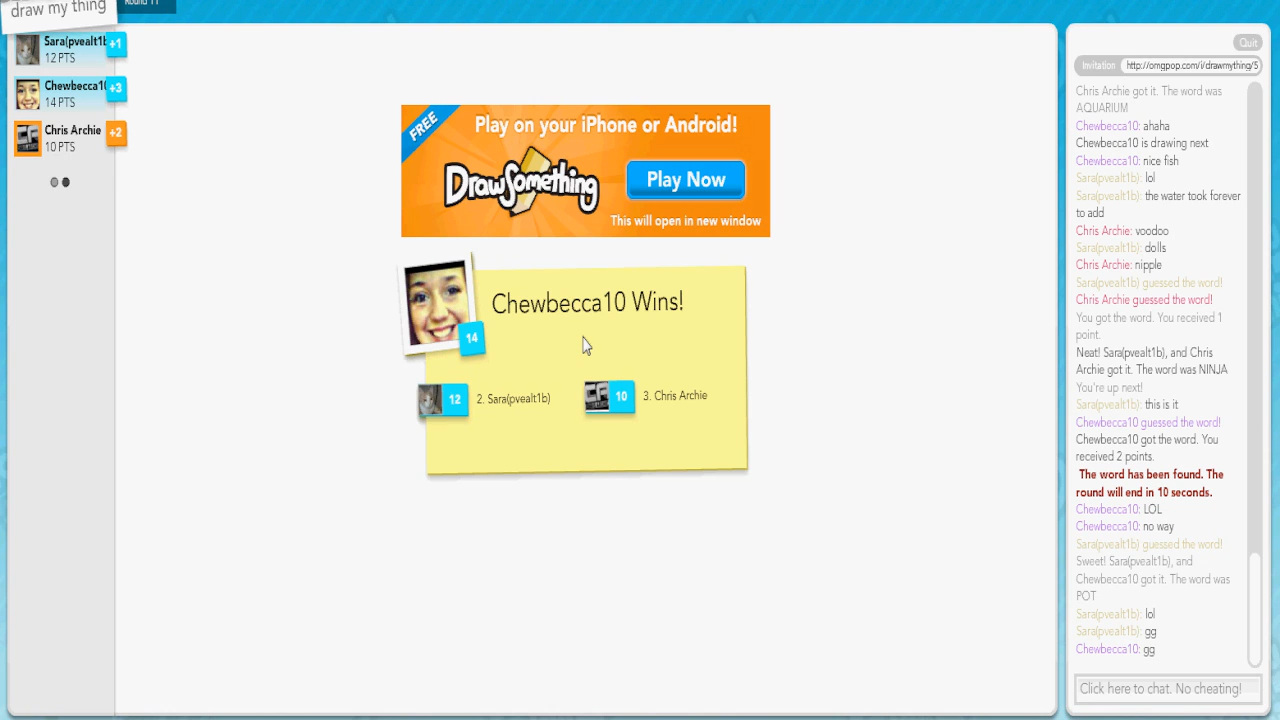 draw my thing
Round 11
Sara(pvealt1b
+1
12 PTS
Chewbecca10
+3
14 PTS
Chris Archie
+2
10 PTS
FREE
Play on your iPhone or Android!
DrawSomething
Play Now
This will open in new window
Chewbecca10 Wins!
14
12
2. Sara(pvealt1b)
10
3. Chris Archie
Quit
Invitation
http://omgpop.com/i/drawmything/5
Chris Archie got it. The word was
AQUARIUM
Chewbecca10: ahaha
Chewbecca10 is drawing next
Chewbecca10: nice fish
Sara(pvealt1b): lol
Sara(pvealt1b): the water took forever
to add
Chris Archie: voodoo
Sara(pvealt1b): dolls
Chris Archie: nipple
Sara(pvealt1b) guessed the word!
Chris Archie guessed the word!
You got the word. You received 1
point.
Neat! Sara(pvealt1b), and Chris
Archie got it. The word was NINJA
You're up next!
Sara(pvealt1b): this is it
Chewbecca10 guessed the word!
Chewbecca10 got the word. You
received 2 points.
The word has been found. The
round will end in 10 seconds.
Chewbecca10: LOL
Chewbecca10: no way
Sara(pvealt1b) guessed the word!
Sweet! Sara(pvealt1b), and
Chewbecca10 got it. The word was
POT
Sara(pvealt1b): lol
Sara(pvealt1b): gg
Chewbecca10: gg
Click here to chat. No cheating!